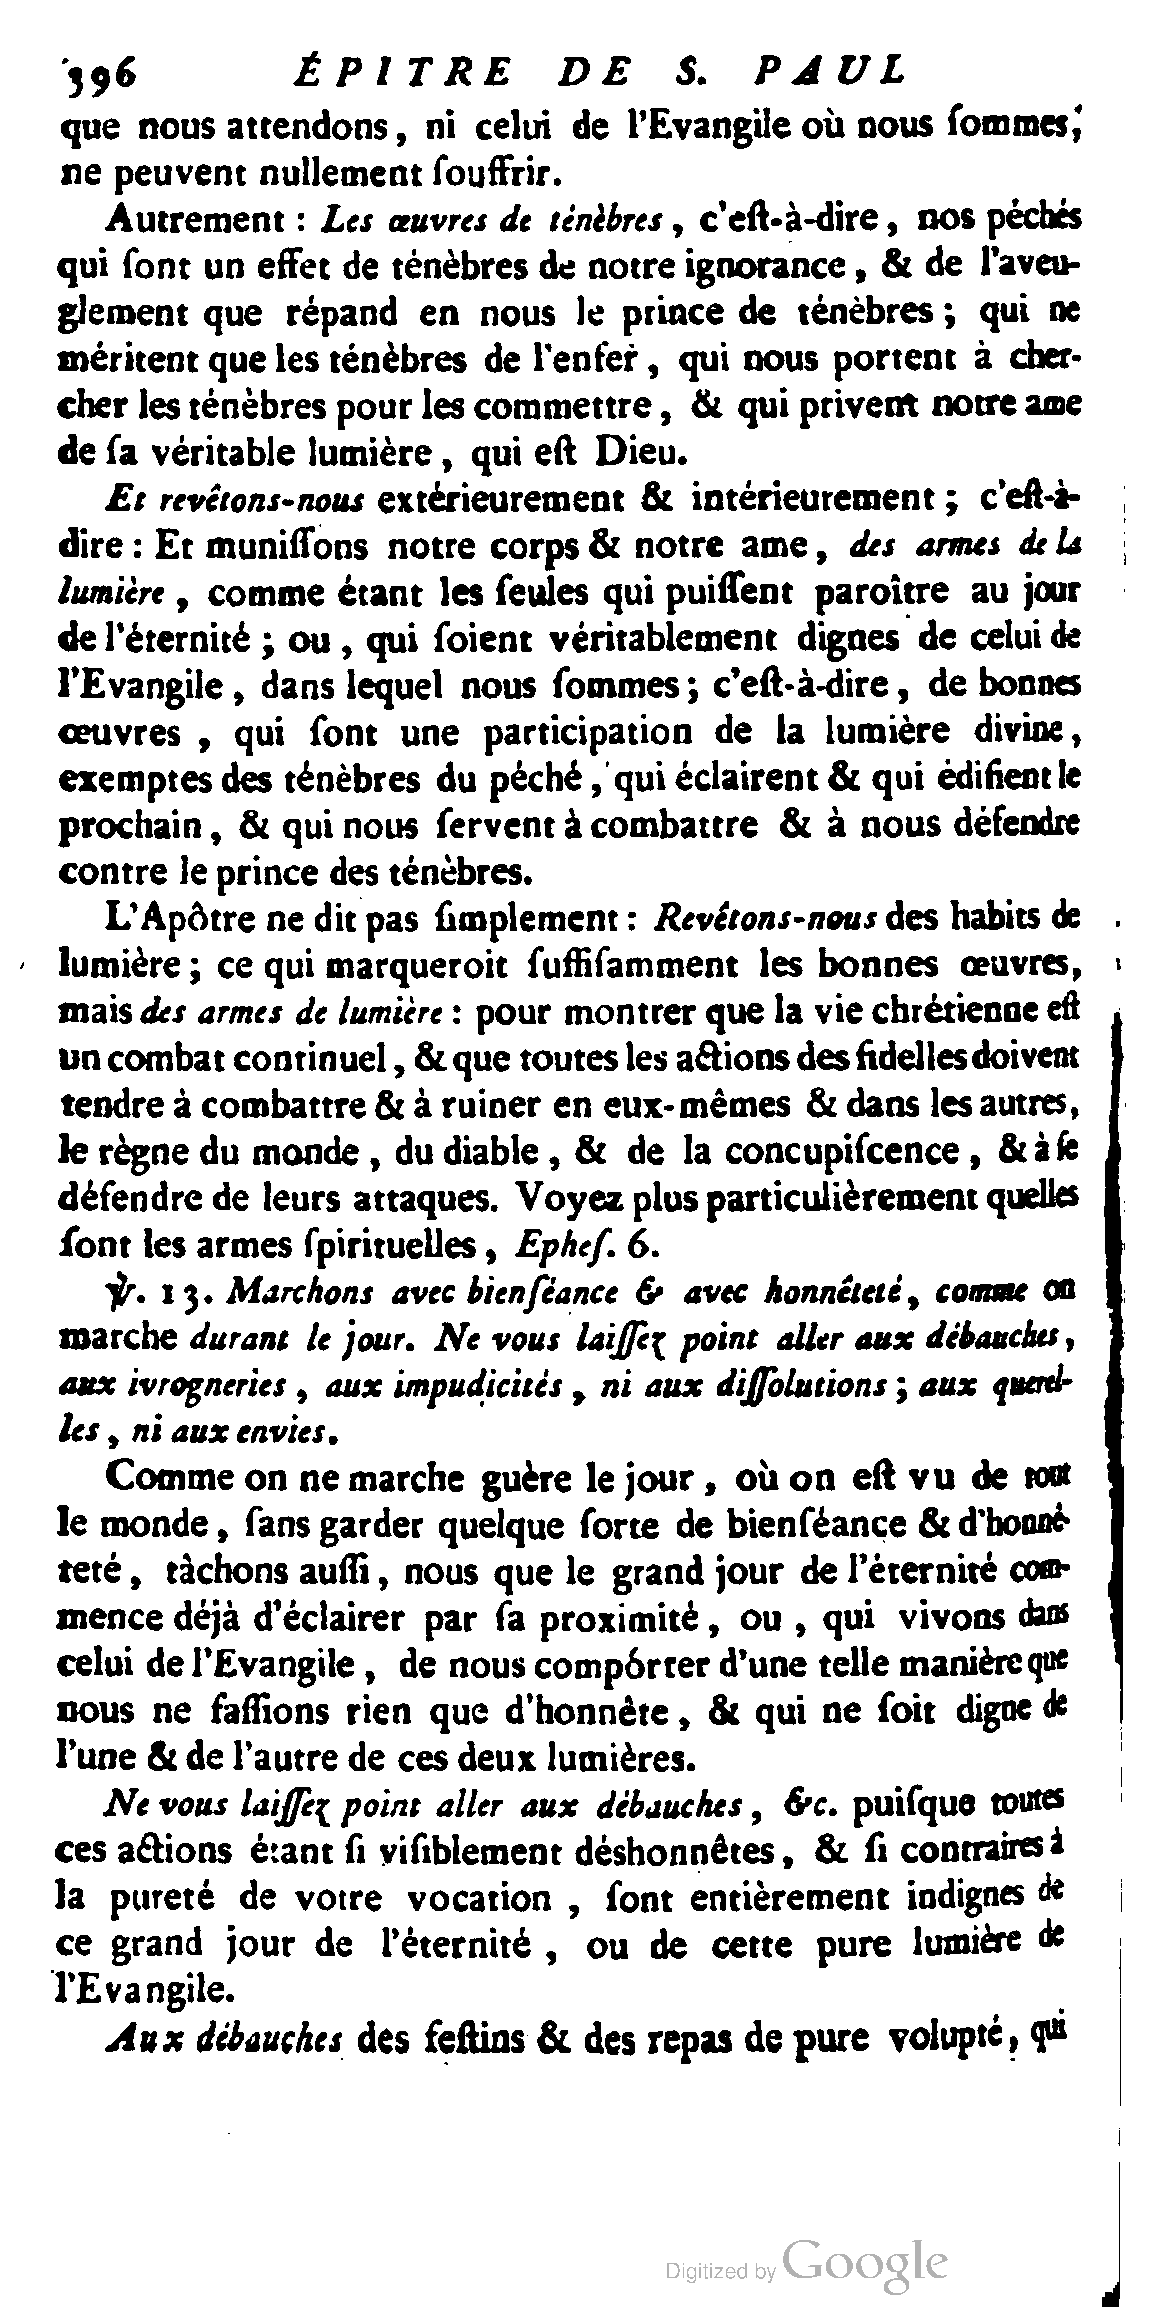 396 ÉPITRE DE S. PAUL
que nous attendons, ni celui de l'Evangile où nous ſommes,
ne peuvent nullement ſouffrir.
Autrement : Les œuvres de ténèbres, c'eſt-à-dire, nos péchés
qui ſont un effet de ténèbres de notre ignorance, & de l'aveu-
glement que répand en nous le prince de ténèbres ; qui ne
méritent que les ténèbres de l'enfer, qui nous portent à cher-
cher les ténèbres pour les commettre, & qui privent notre ame
de ſa véritable lumière, qui eſt Dieu.
Et revêtons-nous extérieurement & intérieurement ; c'eſt-à-
dire : Et muniſſons notre corps & notre ame, des armes de la
lumière, comme étant les ſeules qui puiſſent paroître au jour
de l'éternité ; ou, qui ſoient véritablement dignes de celui de
l'Evangile, dans lequel nous ſommes ; c'eſt-à-dire, de bonnes
œuvres, qui ſont une participation de la lumière divine,
exemptes des ténèbres du péché, qui éclairent & qui édifient le
prochain, & qui nous ſervent à combattre & à nous défendre
contre le prince des ténèbres.
L'Apôtre ne dit pas ſimplement : Revêtons-nous des habits de
lumière ; ce qui marqueroit ſuffiſamment les bonnes œuvres,
mais des armes de lumière : pour montrer que la vie chrétienne eſt
un combat continuel, & que toutes les actions des fidelles doivent
tendre à combattre & à ruiner en eux-mêmes & dans les autres,
le règne du monde, du diable, & de la concupiſcence, & à ſe
défendre de leurs attaques. Voyez plus particulièrement quelles
ſont les armes ſpirituelles, Epheſ. 6.
℣. 13. Marchons avec bienſéance & avec honnêteté, comme on
marche durant le jour. Ne vous laiſſez point aller aux débauches,
aux ivrogneries, aux impudicités, ni aux diſſolutions ; aux querel-
les, ni aux envies.
Comme on ne marche guère le jour, où on eſt vu de tout
le monde, ſans garder quelque ſorte de bienſéance & d'honnê-
teté, tâchons auſſi, nous que le grand jour de l'éternité com-
mence déjà d'éclairer par ſa proximité, ou, qui vivons dans
celui de l'Evangile, de nous compórter d'une telle manière que
nous ne faſſions rien que d'honnête, & qui ne ſoit digne de
l'une & de l'autre de ces deux lumières.
Ne vous laiſſez point aller aux débauches, &c. puiſque toutes
ces actions étant ſi viſiblement déshonnêtes, & ſi contraires à
la pureté de votre vocation, ſont entièrement indignes de
ce grand jour de l'éternité, ou de cette pure lumière de
l'Evangile.
Aux débauches des feſtins & des repas de pure volupté, qui
Digitized by Google